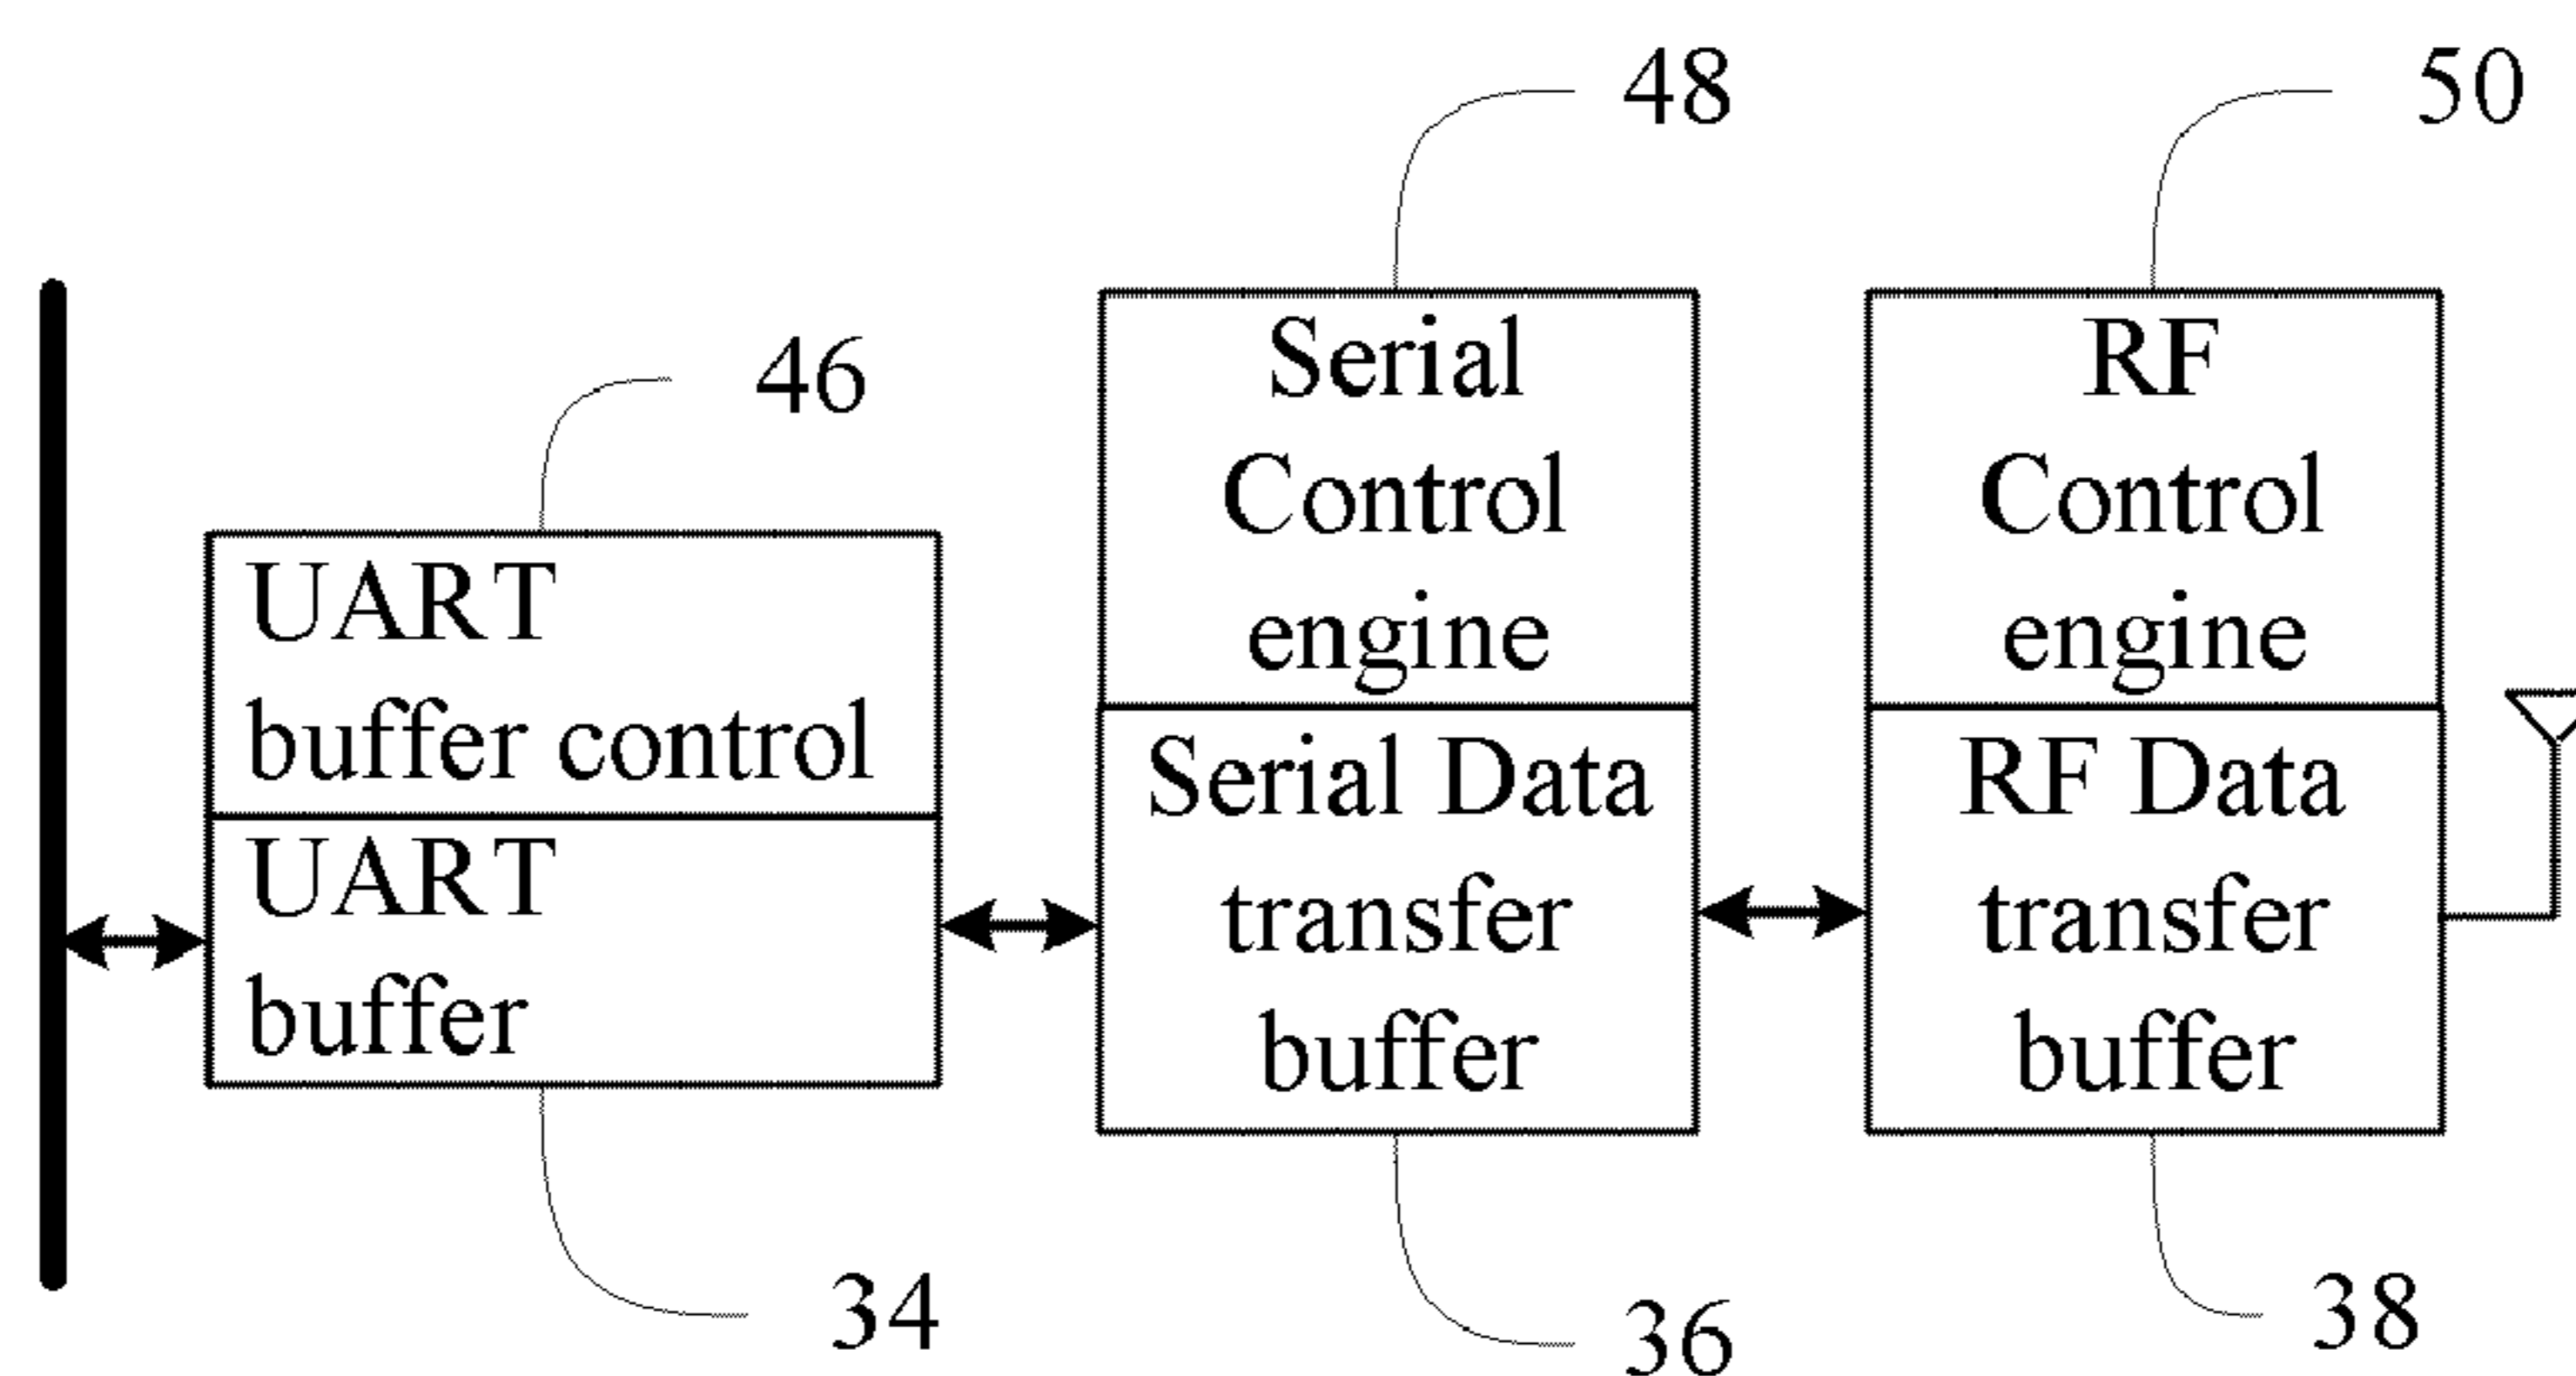 48
50
46
Serial
Control
engine
RF
Control
engine
UART
buffer control
UART
buffer
Serial Data
transfer
buffer
RF Data
transfer
buffer
34
36
38